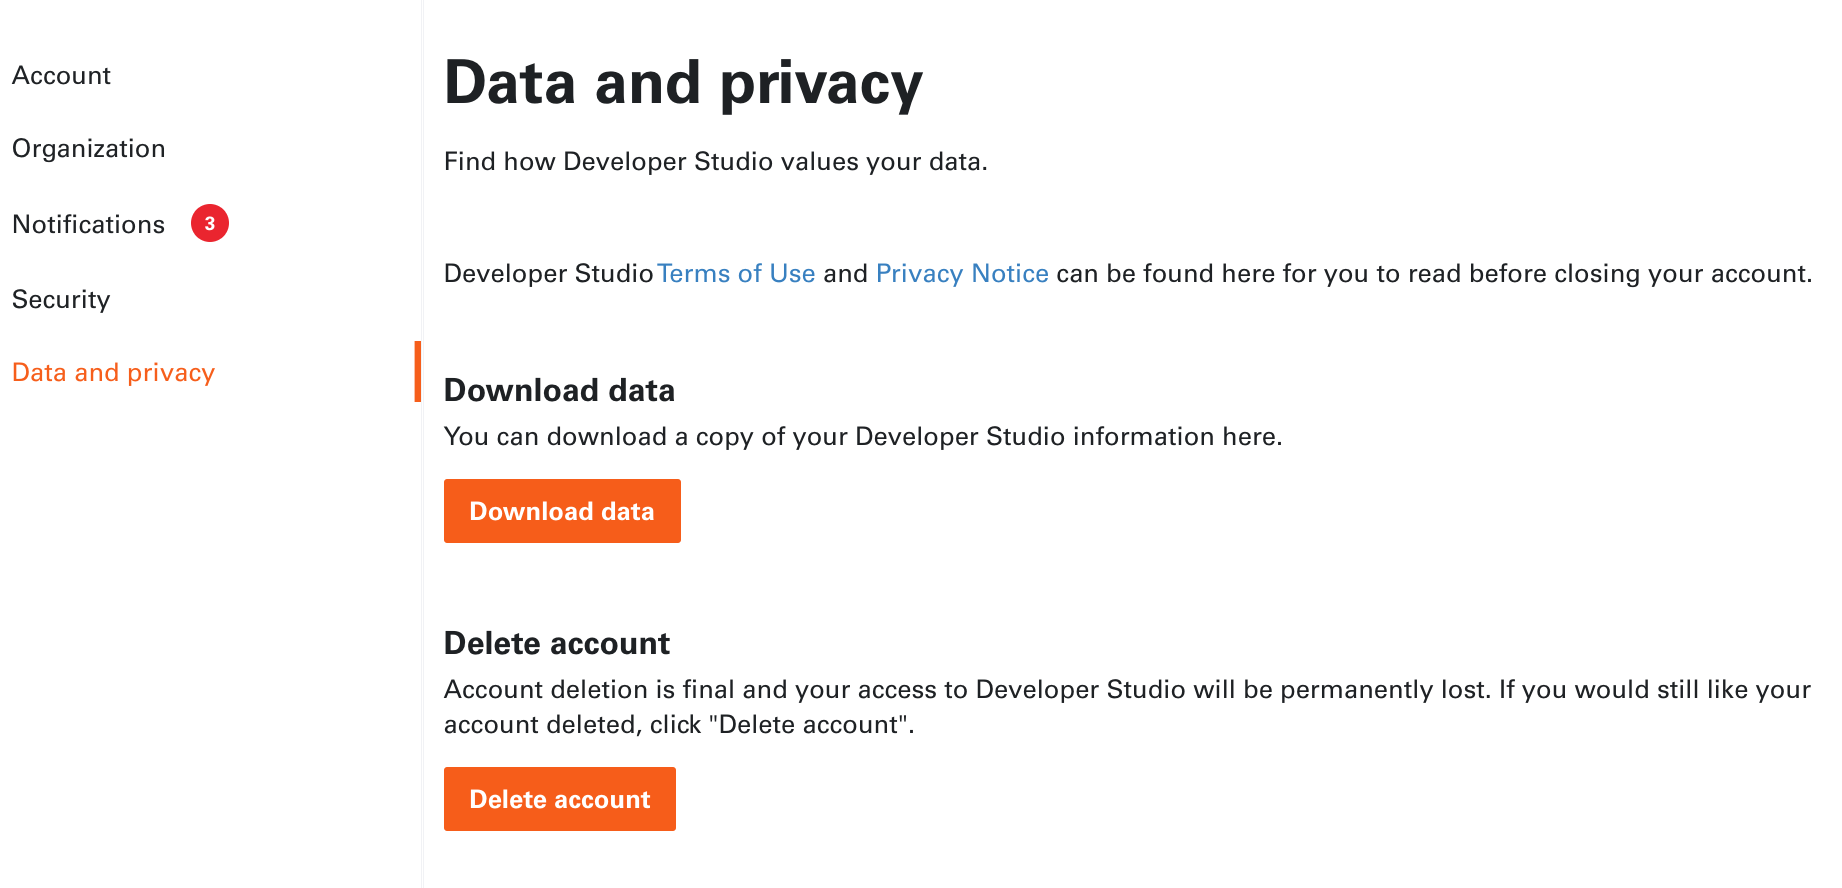 Account
Organization
Notifications 3
Security
Data and privacy
Data and privacy
Find how Developer Studio values your data.
Developer Studio Terms of Use and Privacy Notice can be found here for you to read before closing your account.
Download data
You can download a copy of your Developer Studio information here.
Download data
Delete account
Account deletion is final and your access to Developer Studio will be permanently lost. If you would still like your
account deleted, click "Delete account".
Delete account